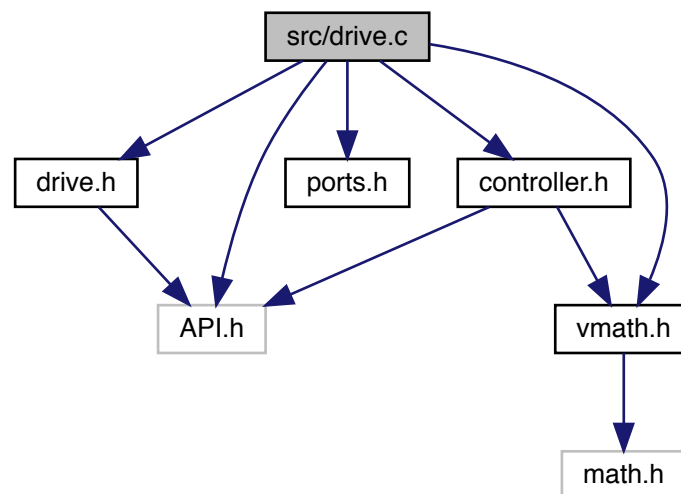 src/drive.c
drive.h
ports.h
controller.h
API.h
vmath.h
math.h